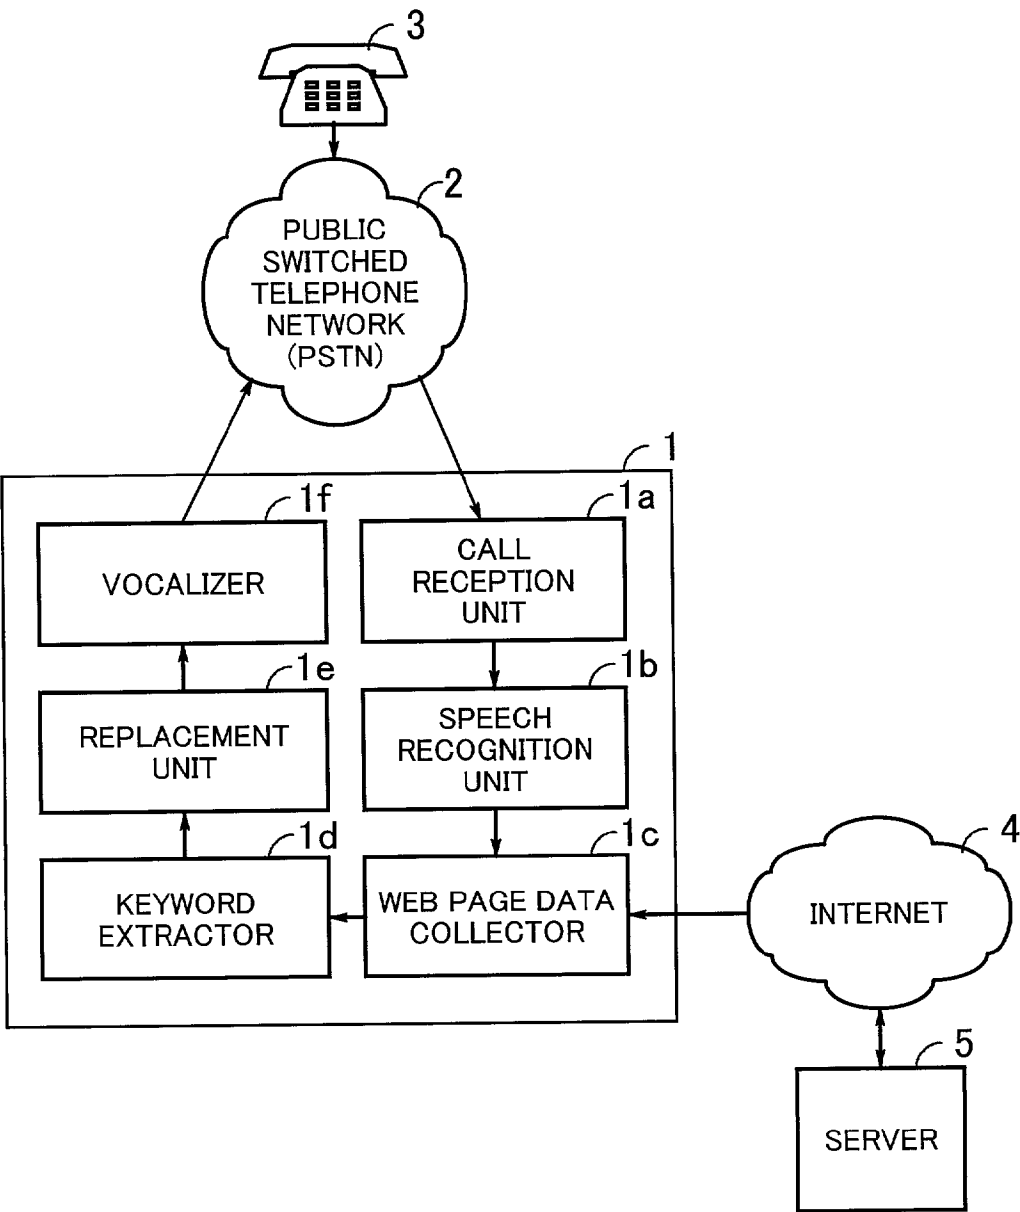 3
2
PUBLIC
SWITCHED
TELEPHONE
NETWORK
(PSTN)
1
1f
VOCALIZER
1a
CALL
RECEPTION
UNIT
1e
REPLACEMENT
UNIT
1b
SPEECH
RECOGNITION
UNIT
1d
KEYWORD
EXTRACTOR
1c
WEB PAGE DATA
COLLECTOR
4
INTERNET
5
SERVER